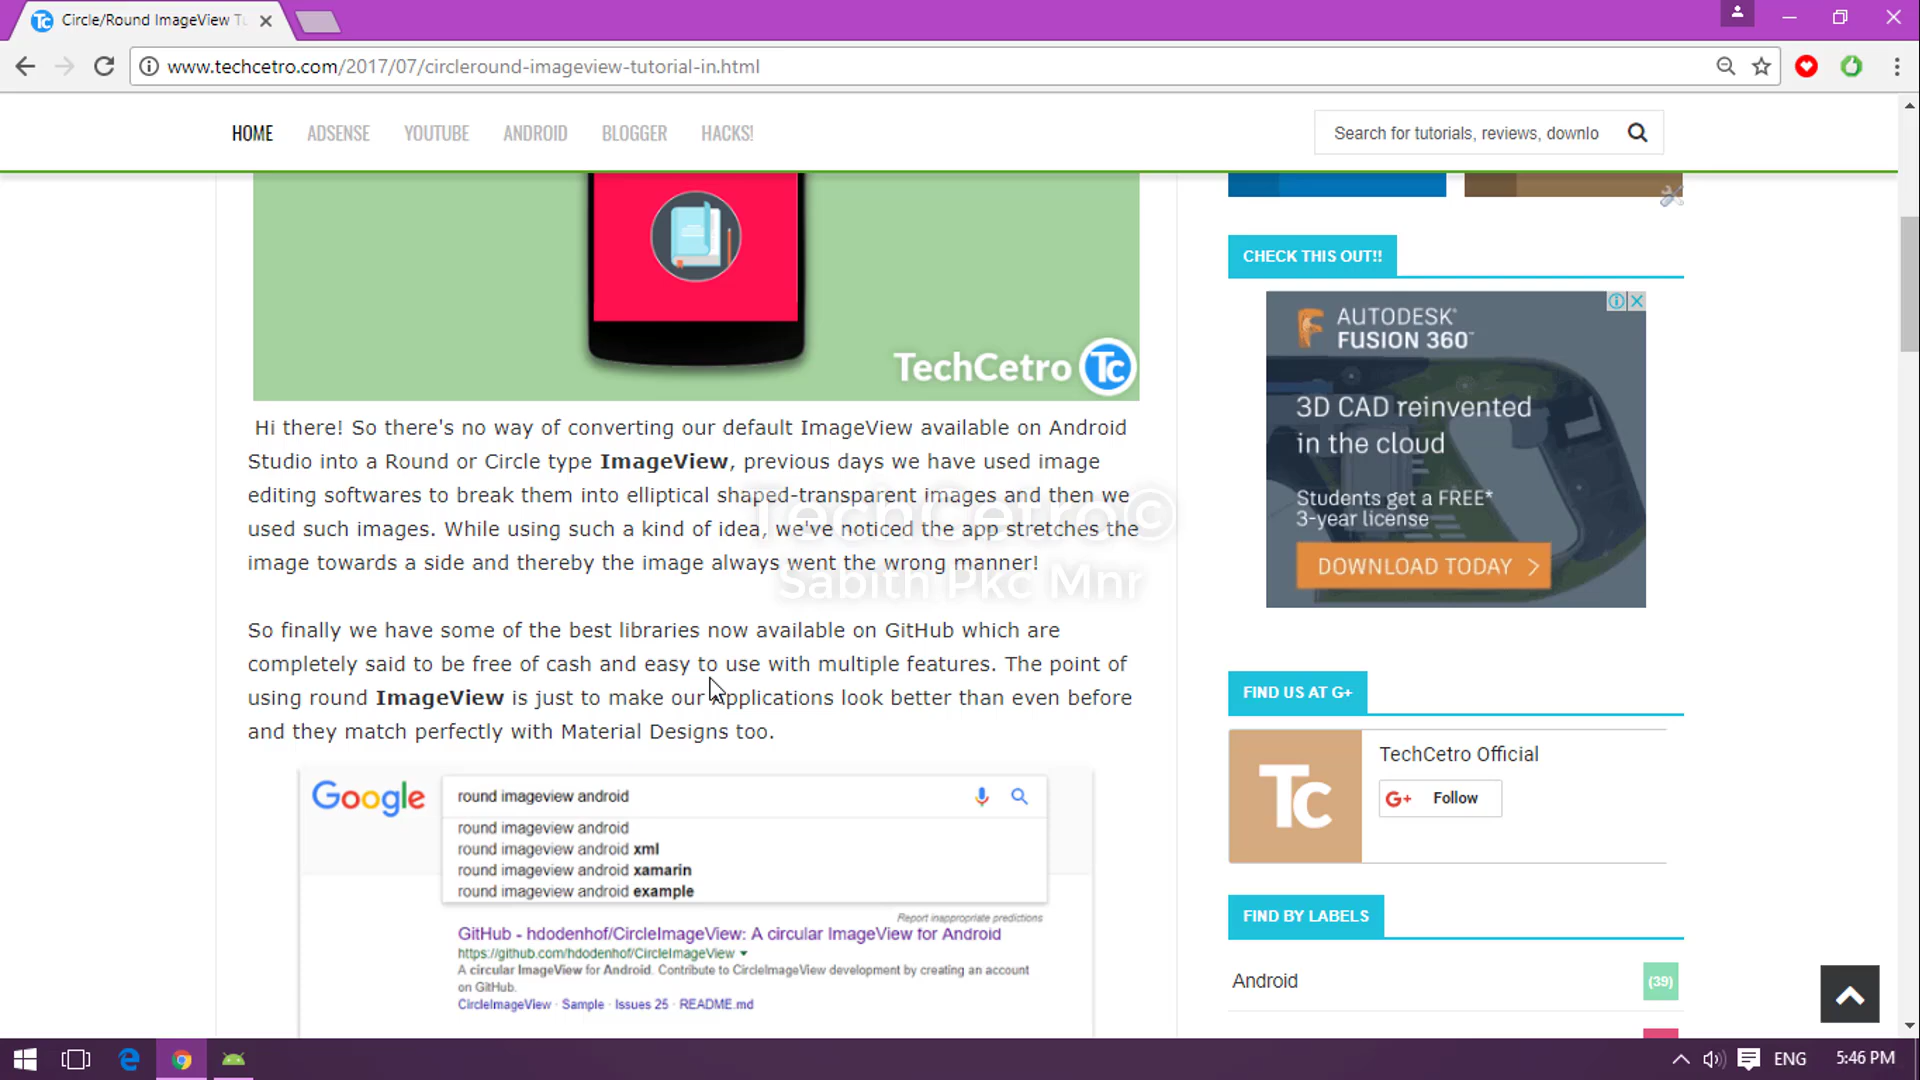 Circle/Round ImageView Tu
www.techcetro.com/2017/07/circleround-imageview-tutorial-in.html
HOME ADSENSE YOUTUBE ANDROID BLOGGER HACKS!
Search for tutorials, reviews, downlo
TechCetro Tc
Hi there! So there's no way of converting our default ImageView available on Android
Studio into a Round or Circle type ImageView, previous days we have used image
editing softwares to break them into elliptical shaped-transparent images and then we
used such images. While using such a kind of idea, we've noticed the app stretches the
image towards a side and thereby the image always went the wrong manner!
TechCetro©
Sabith Pkc Mnr
So finally we have some of the best libraries now available on GitHub which are
completely said to be free of cash and easy to use with multiple features. The point of
using round ImageView is just to make our applications look better than even before
and they match perfectly with Material Designs too.
Google
round imageview android
round imageview android
round imageview android xml
round imageview android xamarin
round imageview android example
Report inappropriate predictions
GitHub - hdodenhof/CircleImageView: A circular ImageView for Android
https://github.com/hdodenhof/CircleImageView
A circular ImageView for Android. Contribute to CircleImageView development by creating an account
on GitHub.
CircleImageView · Sample · Issues 25 · README.md
CHECK THIS OUT!!
AUTODESK®
FUSION 360™
3D CAD reinvented
in the cloud
Students get a FREE*
3-year license
DOWNLOAD TODAY
FIND US AT G+
Tc
TechCetro Official
G+ Follow
FIND BY LABELS
Android (39)
ENG 5:46 PM